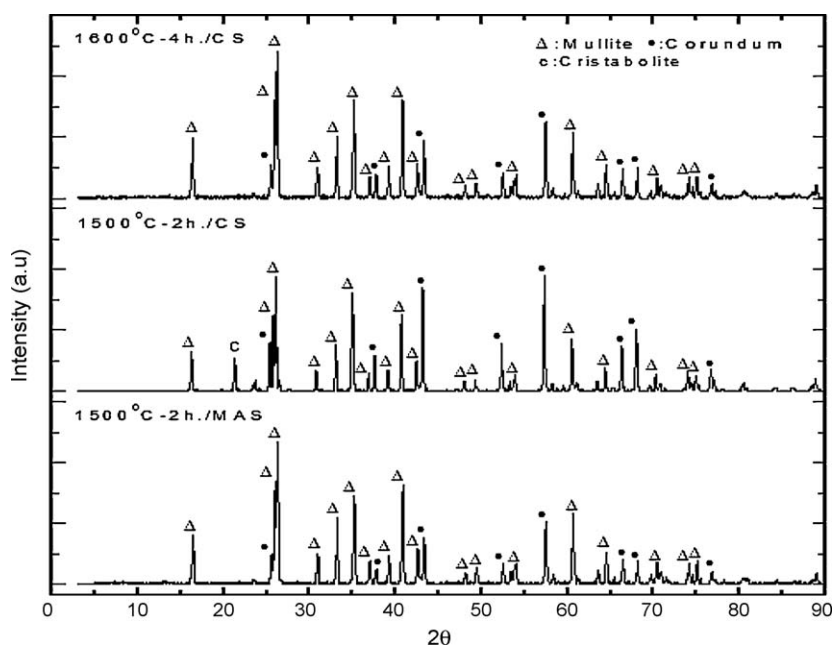 1600°C-4h./CS
Δ:Mullite •:Corundum
c:Cristabolite
1500°C-2h./CS
c
1500°C-2h./MAS
Intensity (a.u)
0 10 20 30 40 50 60 70 80 90
2θ